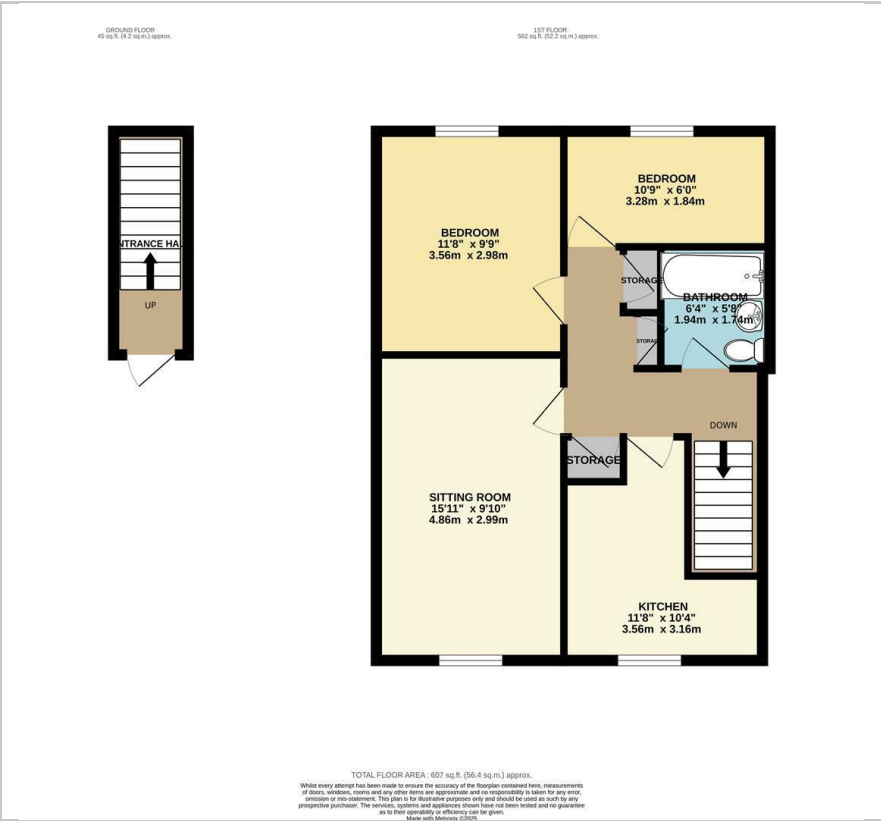 GROUND FLOOR
45 sq.ft. (4.2 sq.m.) approx.
1ST FLOOR
562 sq.ft. (52.2 sq.m.) approx.
NTRANCE HAL
UP
BEDROOM
11'8" x 9'9"
3.56m x 2.98m
BEDROOM
10'9" x 6'0"
3.28m x 1.84m
STORAGE
BATHROOM
6'4" x 5'8"
1.94m x 1.74m
STORAGE
DOWN
STORAGE
SITTING ROOM
15'11" x 9'10"
4.86m x 2.99m
KITCHEN
11'8" x 10'4"
3.56m x 3.16m
TOTAL FLOOR AREA : 607 sq.ft. (56.4 sq.m.) approx.
Whilst every attempt has been made to ensure the accuracy of the floorplan contained here, measurements
of doors, windows, rooms and any other items are approximate and no responsibility is taken for any error,
omission or mis-statement. This plan is for illustrative purposes only and should be used as such by any
prospective purchaser. The services, systems and appliances shown have not been tested and no guarantee
as to their operability or efficiency can be given.
Made with Metropix ©2025